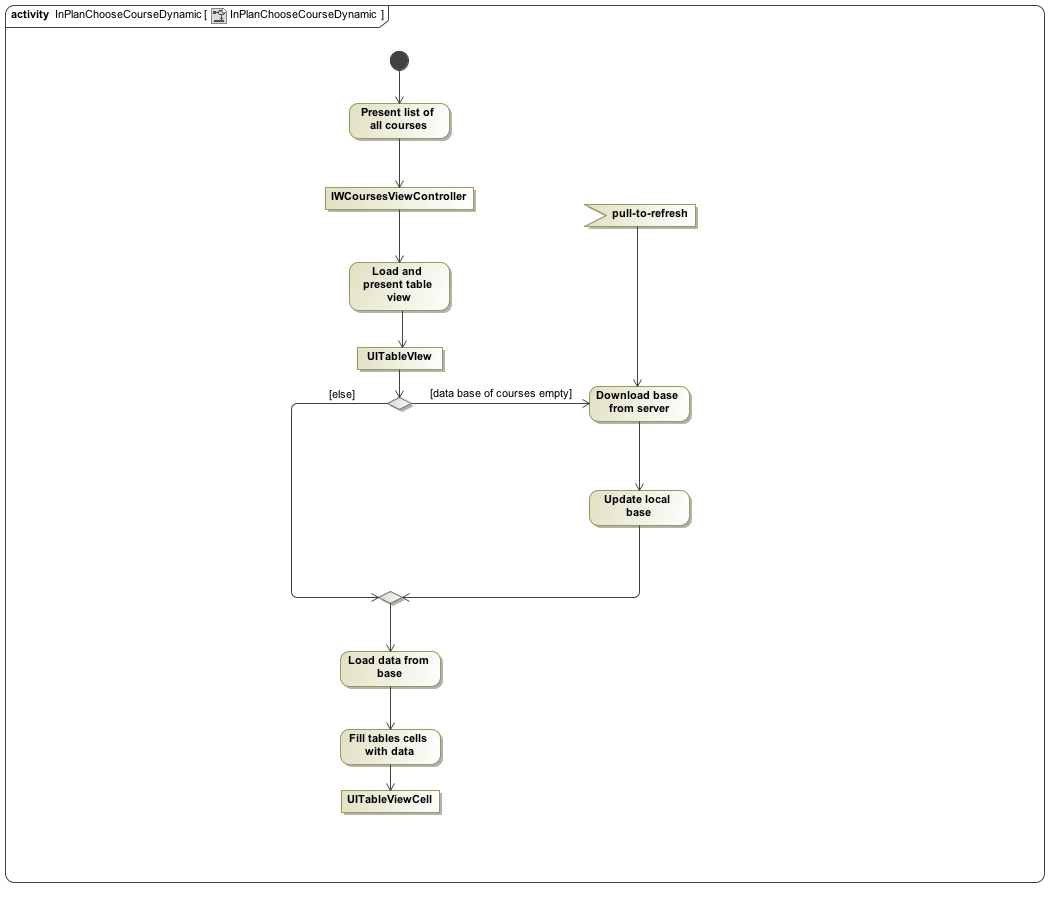 activity InPlanChooseCourseDynamic [ InPlanChooseCourseDynamic ]
Present list of
all courses
IWCoursesViewController
pull-to-refresh
Load and
present table
view
UITableVIew
[else]
[data base of courses empty]
Download base
from server
Update local
base
Load data from
base
Fill tables cells
with data
UITableViewCell